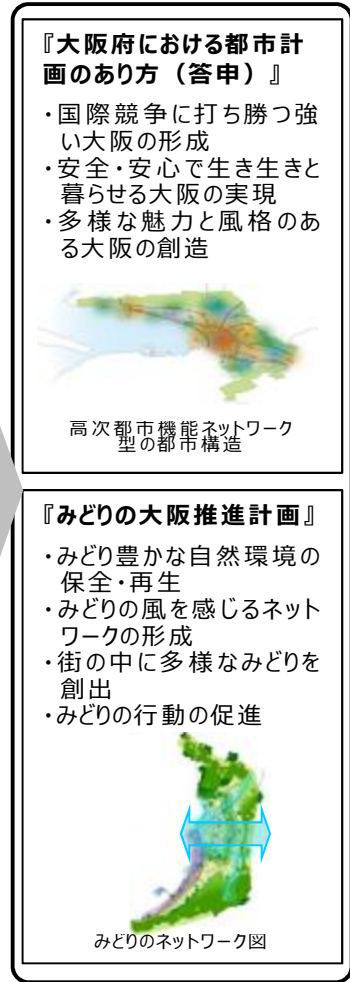 『大阪府における都市計
画のあり方（答申）』
・国際競争に打ち勝つ強
い大阪の形成
・安全・安心で生き生きと
暮らせる大阪の実現
・多様な魅力と風格のあ
る大阪の創造
高次都市機能ネットワーク
型の都市構造
『みどりの大阪推進計画』
・みどり豊かな自然環境の
保全・再生
・みどりの風を感じるネット
ワークの形成
・街の中に多様なみどりを
創出
・みどりの行動の促進
みどりのネットワーク図